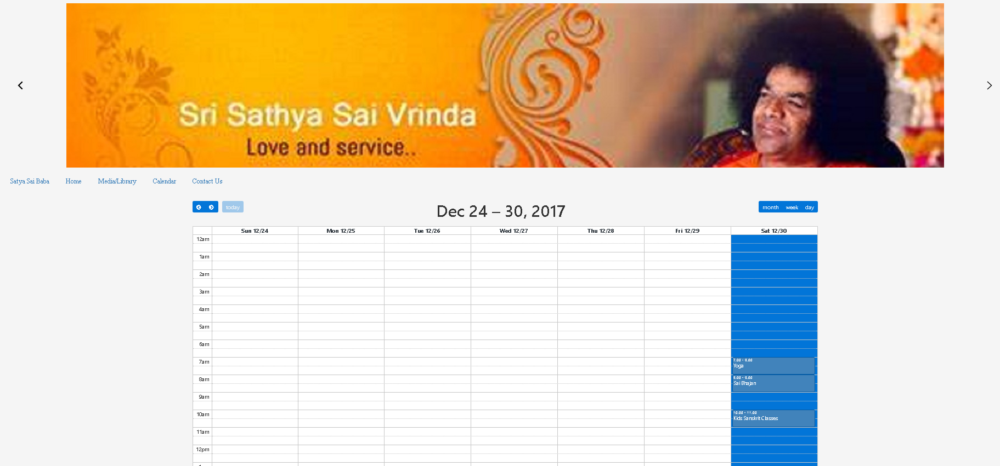 Sri Sathya Sai Vrinda
Love and service..
Satya Sai Baba Home Media/Library Calendar Contact Us
today
Dec 24 – 30, 2017
month week day
Sun 12/24 Mon 12/25 Tue 12/26 Wed 12/27 Thu 12/28 Fri 12/29 Sat 12/30
12am
1am
2am
3am
4am
5am
6am
7am
7:00 - 8:00
Yoga
8am
8:00 - 9:00
Sai Bhajan
9am
10am
10:00 - 11:00
Kids Sanskrit Classes
11am
12pm